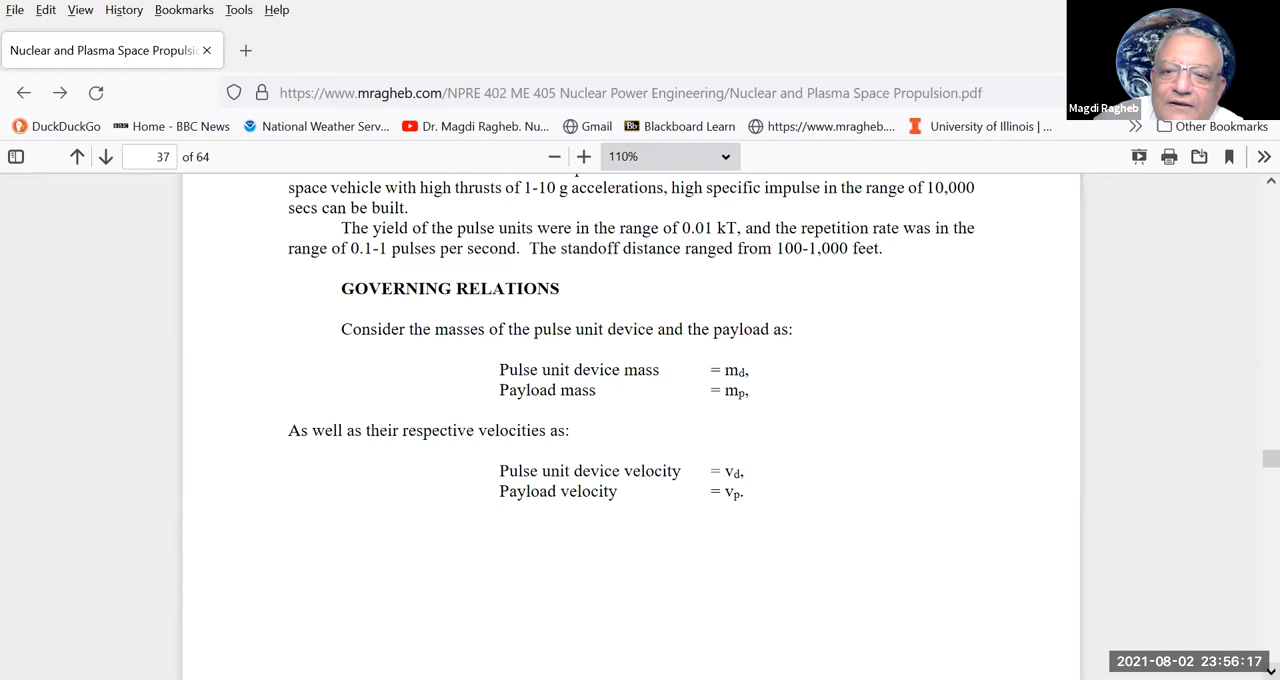 File Edit View History Bookmarks Tools Help
Nuclear and Plasma Space Propulsi
https://www.mragheb.com/NPRE 402 ME 405 Nuclear Power Engineering/Nuclear and Plasma Space Propulsion.pdf
Magdi Ragheb
DuckDuckGo Home - BBC News National Weather Serv... Dr. Magdi Ragheb. Nu... Gmail Blackboard Learn https://www.mragheb.... University of Illinois | ... Other Bookmarks
37 of 64 110%
space vehicle with high thrusts of 1-10 g accelerations, high specific impulse in the range of 10,000
secs can be built.
The yield of the pulse units were in the range of 0.01 kT, and the repetition rate was in the
range of 0.1-1 pulses per second. The standoff distance ranged from 100-1,000 feet.
GOVERNING RELATIONS
Consider the masses of the pulse unit device and the payload as:
Pulse unit device mass = md,
Payload mass = mp,
As well as their respective velocities as:
Pulse unit device velocity = vd,
Payload velocity = vp.
2021-08-02 23:56:17